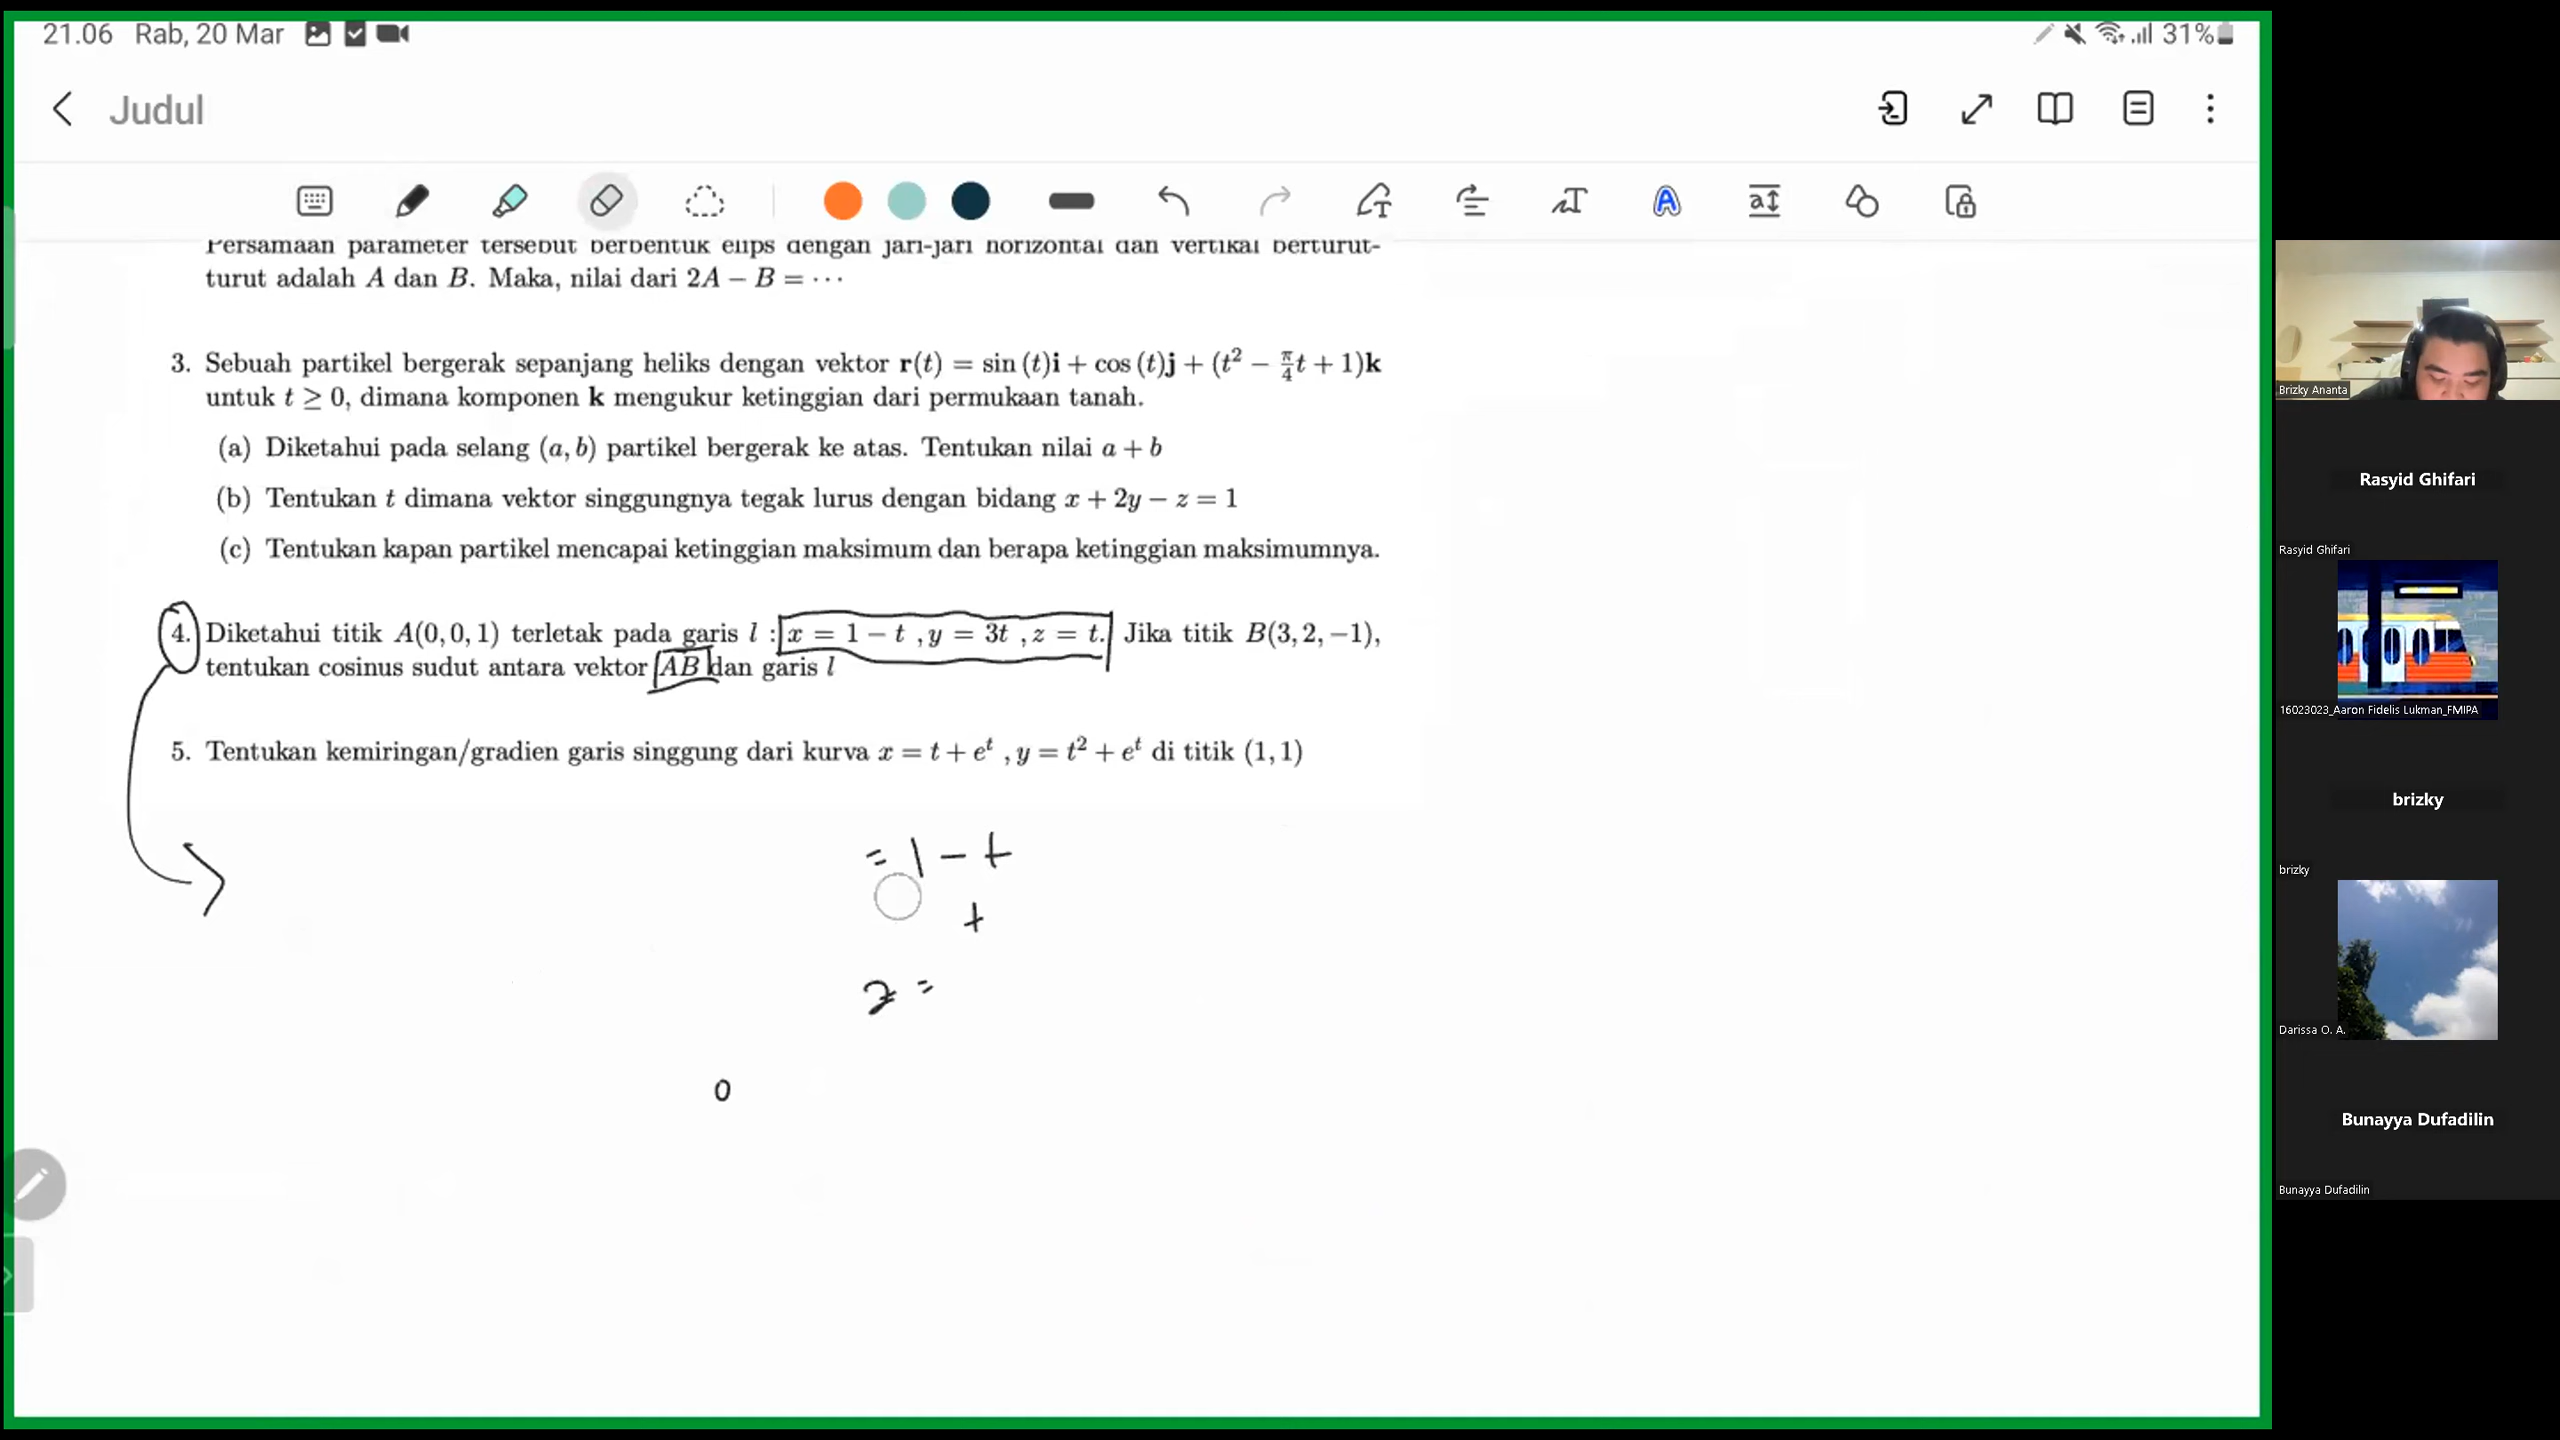 21.06 Rab, 20 Mar
31%
Judul
Persamaan parameter tersebut berbentuk elips dengan jari-jari horizontal dan vertikal berturut-
turut adalah A dan B. Maka, nilai dari 2A − B = ···
3. Sebuah partikel bergerak sepanjang heliks dengan vektor r(t) = sin (t)i + cos (t)j + (t² − π/4 t + 1)k
untuk t ≥ 0, dimana komponen k mengukur ketinggian dari permukaan tanah.
(a) Diketahui pada selang (a, b) partikel bergerak ke atas. Tentukan nilai a + b
(b) Tentukan t dimana vektor singgungnya tegak lurus dengan bidang x + 2y − z = 1
(c) Tentukan kapan partikel mencapai ketinggian maksimum dan berapa ketinggian maksimumnya.
4. Diketahui titik A(0, 0, 1) terletak pada garis l : x = 1 − t , y = 3t , z = t. Jika titik B(3, 2, −1),
tentukan cosinus sudut antara vektor AB dan garis l
5. Tentukan kemiringan/gradien garis singgung dari kurva x = t + eᵗ , y = t² + eᵗ di titik (1, 1)
= 1 − t
t
z =
0
Brizky Ananta
Rasyid Ghifari
Rasyid Ghifari
16023023_Aaron Fidelis Lukman_FMIPA
brizky
brizky
Darissa O. A.
Bunayya Dufadilin
Bunayya Dufadilin